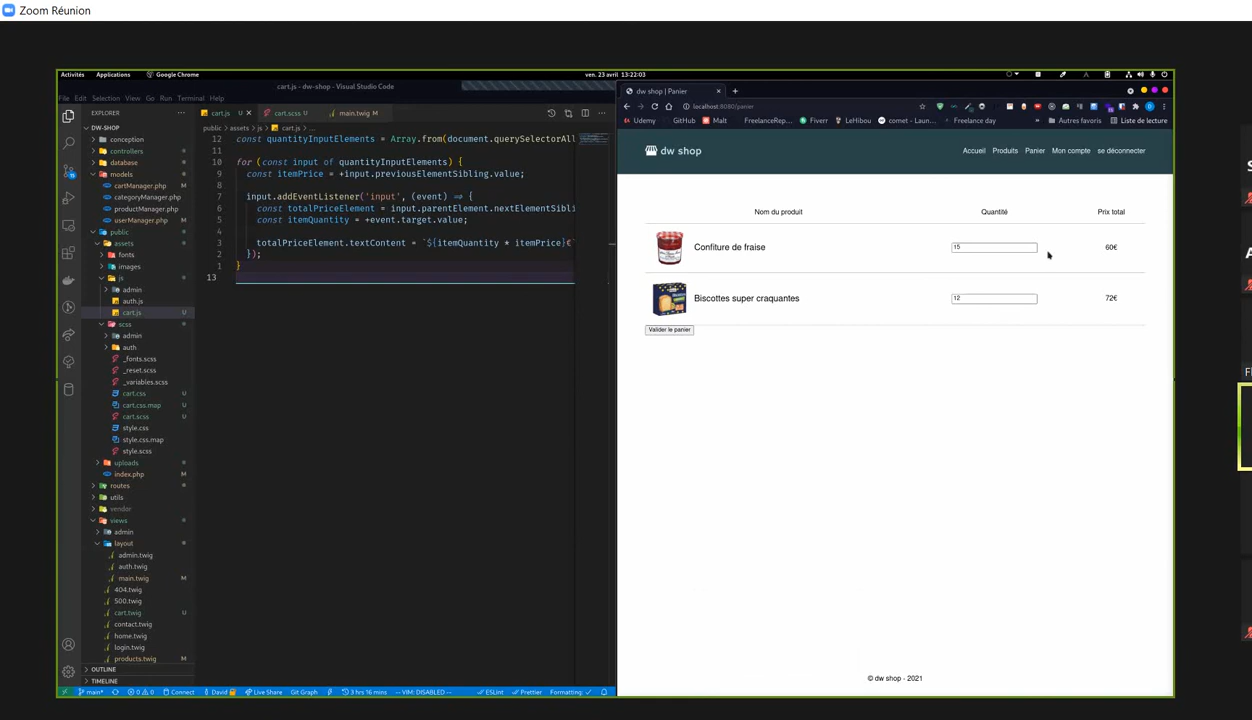 Zoom Réunion
Activités Applications Google Chrome ven. 23 avril 13:22:03
cart.js - dw-shop - Visual Studio Code
File Edit Selection View Go Run Terminal Help
EXPLORER
DW-SHOP
conception
controllers
database
models
cartManager.php
categoryManager.php
productManager.php
userManager.php
public
assets
fonts
images
js
admin
auth.js
cart.js U
scss
admin
auth
_fonts.scss
_reset.scss
_variables.scss
cart.css U
cart.css.map U
cart.scss U
style.css
style.css.map
style.scss
uploads
index.php M
routes
utils
vendor
views
admin
layout
admin.twig
auth.twig
main.twig M
404.twig
500.twig
cart.twig U
contact.twig
home.twig
login.twig
products.twig M
OUTLINE
TIMELINE
cart.js U cart.scss U main.twig M
public assets js cart.js ...
12 const quantityInputElements = Array.from(document.querySelectorAll
11
10 for (const input of quantityInputElements) {
9 const itemPrice = +input.previousElementSibling.value;
8
7 input.addEventListener('input', (event) => {
6 const totalPriceElement = input.parentElement.nextElementSibli
5 const itemQuantity = +event.target.value;
4
3 totalPriceElement.textContent = `${itemQuantity * itemPrice}€`
2 });
1 }
13
main* 0 0 Connect David Live Share Git Graph 3 hrs 16 mins -- VIM: DISABLED -- ESLint Prettier Formatting:
dw shop | Panier
localhost:8080/panier
Udemy GitHub Malt FreelanceRep... Fiverr LeHibou comet - Laun... Freelance day » Autres favoris Liste de lecture
dw shop Accueil Produits Panier Mon compte se déconnecter
Nom du produit Quantité Prix total
Confiture de fraise 15 60€
Biscottes super craquantes 12 72€
Valider le panier
© dw shop - 2021